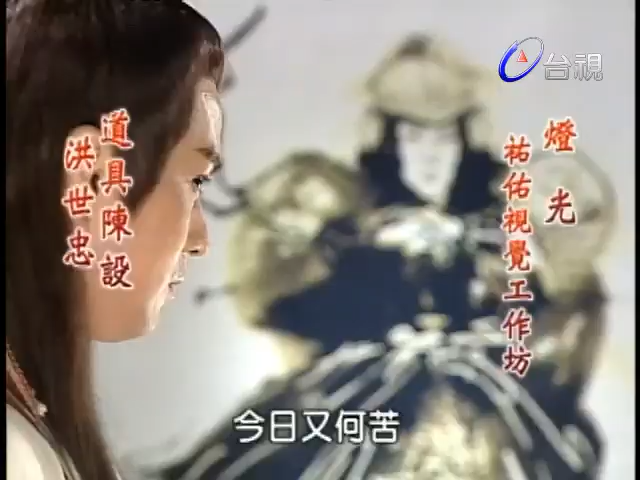 台視
燈光
祐佑視覺工作坊
道具陳設
洪世忠
今日又何苦